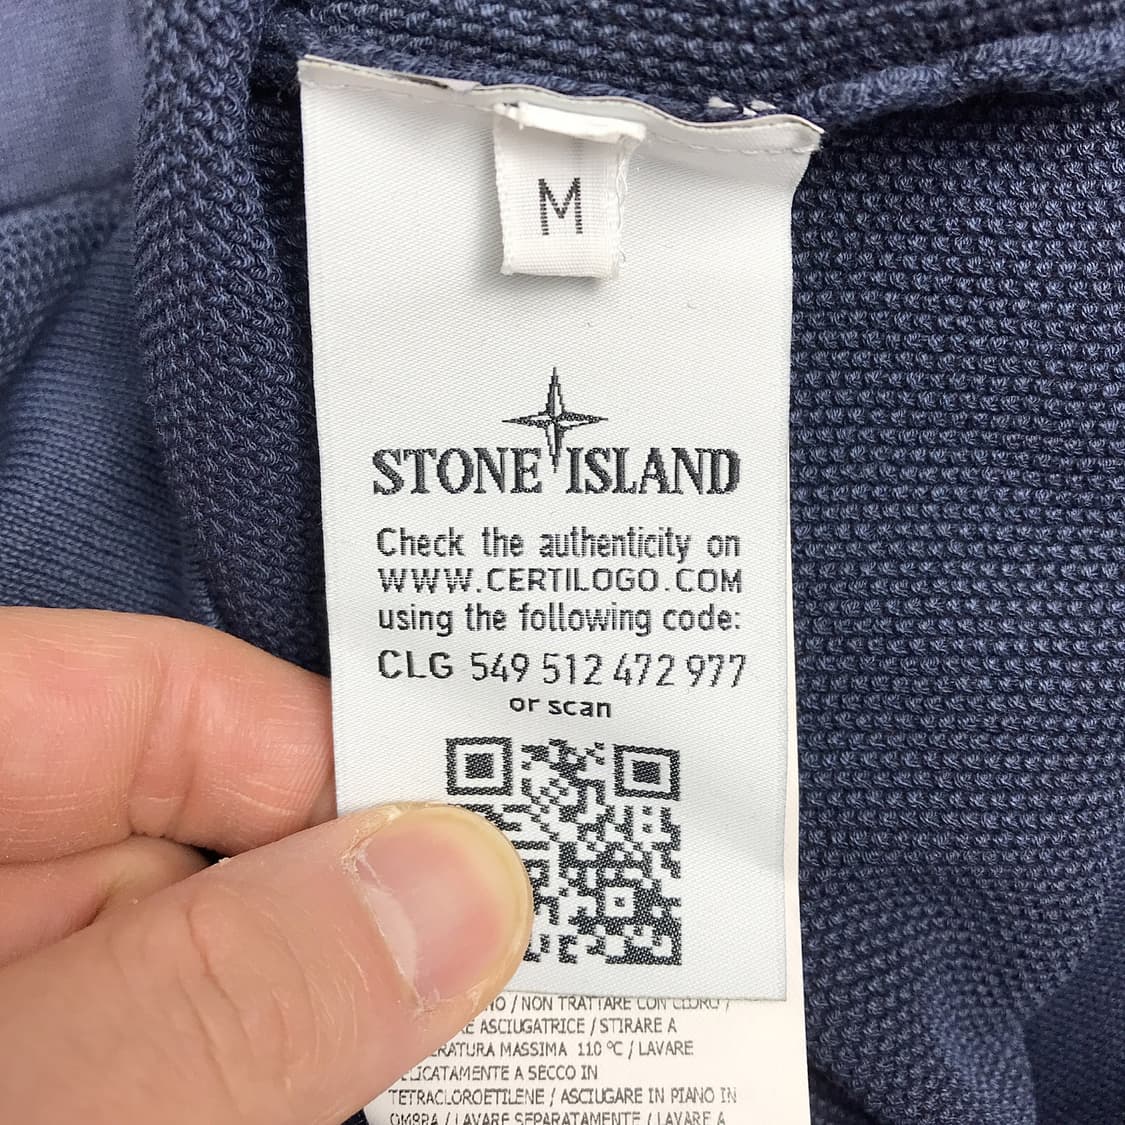 M
STONE ISLAND
Check the authenticity on
WWW.CERTILOGO.COM
using the following code:
CLG 549 512 472 977
or scan
/ NON TRATTARE CON CLORO /
ASCIUGATRICE / STIRARE A
MASSIMA 110 °C / LAVARE
A SECCO IN
TETRACLOROETILENE / ASCIUGARE IN PIANO IN
OMBRA / LAVARE SEPARATAMENTE / LAVARE A